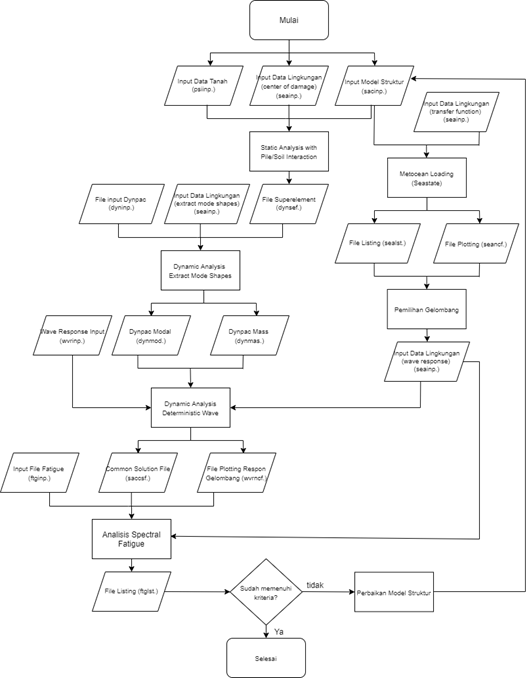 Mulai
Input Data Tanah
(psiinp.)
Input Data Lingkungan
(center of damage)
(seainp.)
Input Model Struktur
(sacinp.)
Input Data Lingkungan
(transfer function)
(seainp.)
Static Analysis with
Pile/Soil Interaction
Metocean Loading
(Seastate)
File input Dynpac
(dyninp.)
Input Data Lingkungan
(extract mode shapes)
(seainp.)
File Superelement
(dynsef.)
File Listing (sealst.)
File Plotting (seancf.)
Dynamic Analysis
Extract Mode Shapes
Pemilihan Gelombang
Wave Response Input
(wvrinp.)
Dynpac Modal
(dynmod.)
Dynpac Mass
(dynmas.)
Input Data Lingkungan
(wave response)
(seainp.)
Dynamic Analysis
Deterministic Wave
Input File Fatigue
(ftginp.)
Common Solution File
(saccsf.)
File Plotting Respon
Gelombang (wvrncf.)
Analisis Spectral
Fatigue
File Listing (ftglst.)
Sudah memenuhi
kriteria?
tidak
Perbaikan Model Struktur
Ya
Selesai